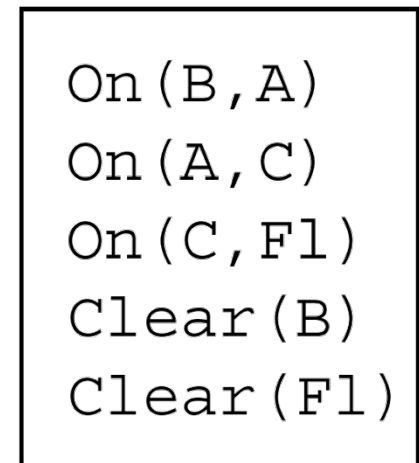 On(B,A)
On(A,C)
On(C,Fl)
Clear(B)
Clear(Fl)